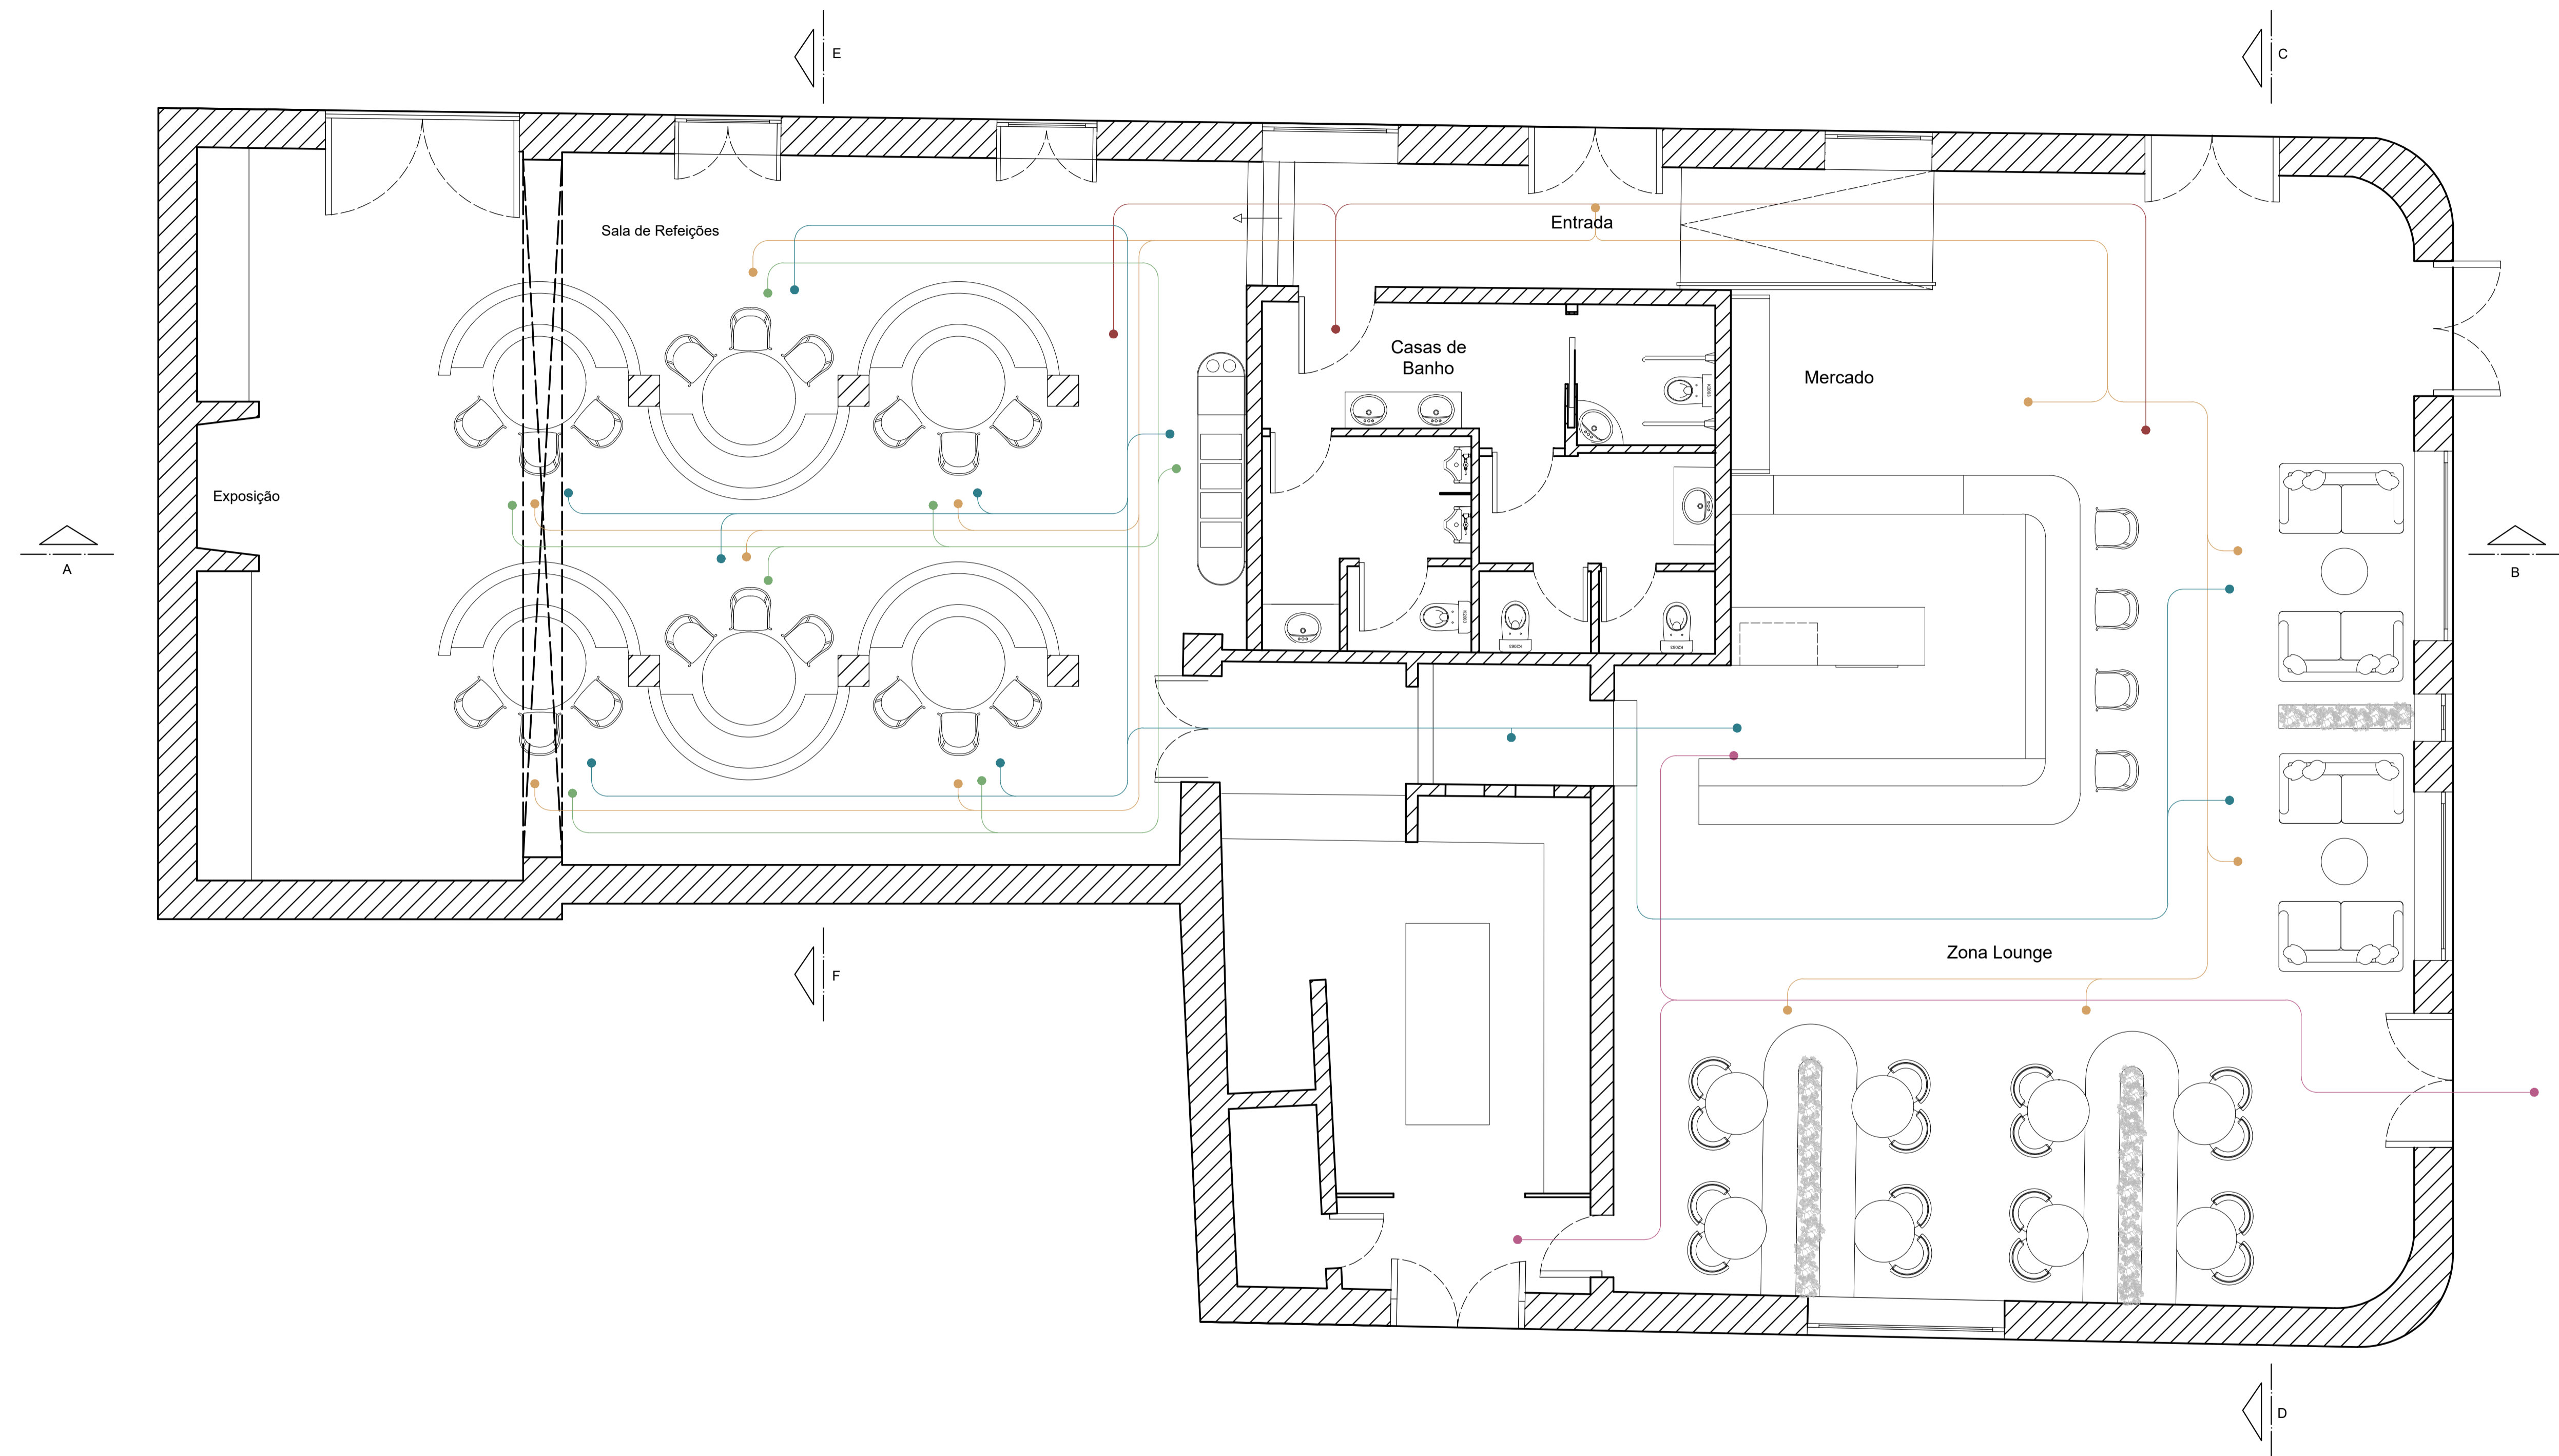 E
C
Entrada
Sala de Refeições
Casas de
Banho
Mercado
Exposição
A
B
Zona Lounge
F
D